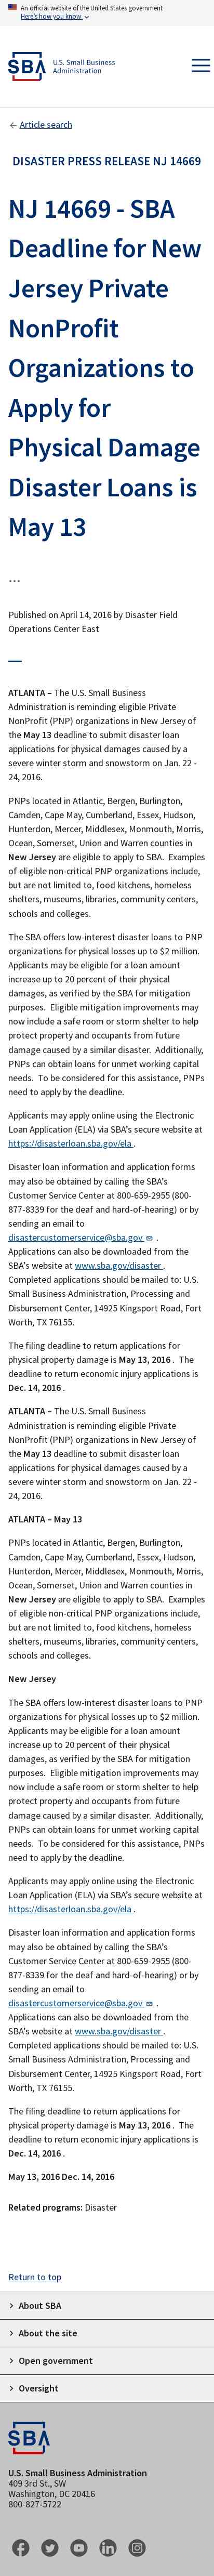 An official website of the United States government
Here's how you know
SBA U.S. Small Business
Administration
Article search
DISASTER PRESS RELEASE NJ 14669
NJ 14669 - SBA
Deadline for New
Jersey Private
NonProfit
Organizations to
Apply for
Physical Damage
Disaster Loans is
May 13
...
Published on April 14, 2016 by Disaster Field
Operations Center East
ATLANTA – The U.S. Small Business
Administration is reminding eligible Private
NonProfit (PNP) organizations in New Jersey of
the May 13 deadline to submit disaster loan
applications for physical damages caused by a
severe winter storm and snowstorm on Jan. 22 -
24, 2016.
PNPs located in Atlantic, Bergen, Burlington,
Camden, Cape May, Cumberland, Essex, Hudson,
Hunterdon, Mercer, Middlesex, Monmouth, Morris,
Ocean, Somerset, Union and Warren counties in
New Jersey are eligible to apply to SBA.  Examples
of eligible non-critical PNP organizations include,
but are not limited to, food kitchens, homeless
shelters, museums, libraries, community centers,
schools and colleges.
The SBA offers low-interest disaster loans to PNP
organizations for physical losses up to $2 million.
Applicants may be eligible for a loan amount
increase up to 20 percent of their physical
damages, as verified by the SBA for mitigation
purposes.  Eligible mitigation improvements may
now include a safe room or storm shelter to help
protect property and occupants from future
damage caused by a similar disaster.  Additionally,
PNPs can obtain loans for unmet working capital
needs.  To be considered for this assistance, PNPs
need to apply by the deadline.
Applicants may apply online using the Electronic
Loan Application (ELA) via SBA's secure website at
https://disasterloan.sba.gov/ela .
Disaster loan information and application forms
may also be obtained by calling the SBA's
Customer Service Center at 800-659-2955 (800-
877-8339 for the deaf and hard-of-hearing) or by
sending an email to
disastercustomerservice@sba.gov .
Applications can also be downloaded from the
SBA's website at www.sba.gov/disaster .
Completed applications should be mailed to: U.S.
Small Business Administration, Processing and
Disbursement Center, 14925 Kingsport Road, Fort
Worth, TX 76155.
The filing deadline to return applications for
physical property damage is May 13, 2016 .  The
deadline to return economic injury applications is
Dec. 14, 2016 .
ATLANTA – The U.S. Small Business
Administration is reminding eligible Private
NonProfit (PNP) organizations in New Jersey of
the May 13 deadline to submit disaster loan
applications for physical damages caused by a
severe winter storm and snowstorm on Jan. 22 -
24, 2016.
ATLANTA – May 13
PNPs located in Atlantic, Bergen, Burlington,
Camden, Cape May, Cumberland, Essex, Hudson,
Hunterdon, Mercer, Middlesex, Monmouth, Morris,
Ocean, Somerset, Union and Warren counties in
New Jersey are eligible to apply to SBA.  Examples
of eligible non-critical PNP organizations include,
but are not limited to, food kitchens, homeless
shelters, museums, libraries, community centers,
schools and colleges.
New Jersey
The SBA offers low-interest disaster loans to PNP
organizations for physical losses up to $2 million.
Applicants may be eligible for a loan amount
increase up to 20 percent of their physical
damages, as verified by the SBA for mitigation
purposes.  Eligible mitigation improvements may
now include a safe room or storm shelter to help
protect property and occupants from future
damage caused by a similar disaster.  Additionally,
PNPs can obtain loans for unmet working capital
needs.  To be considered for this assistance, PNPs
need to apply by the deadline.
Applicants may apply online using the Electronic
Loan Application (ELA) via SBA's secure website at
https://disasterloan.sba.gov/ela .
Disaster loan information and application forms
may also be obtained by calling the SBA's
Customer Service Center at 800-659-2955 (800-
877-8339 for the deaf and hard-of-hearing) or by
sending an email to
disastercustomerservice@sba.gov .
Applications can also be downloaded from the
SBA's website at www.sba.gov/disaster .
Completed applications should be mailed to: U.S.
Small Business Administration, Processing and
Disbursement Center, 14925 Kingsport Road, Fort
Worth, TX 76155.
The filing deadline to return applications for
physical property damage is May 13, 2016 .  The
deadline to return economic injury applications is
Dec. 14, 2016 .
May 13, 2016 Dec. 14, 2016
Related programs: Disaster
Return to top
About SBA
About the site
Open government
Oversight
SBA
U.S. Small Business Administration
409 3rd St., SW
Washington, DC 20416
800-827-5722